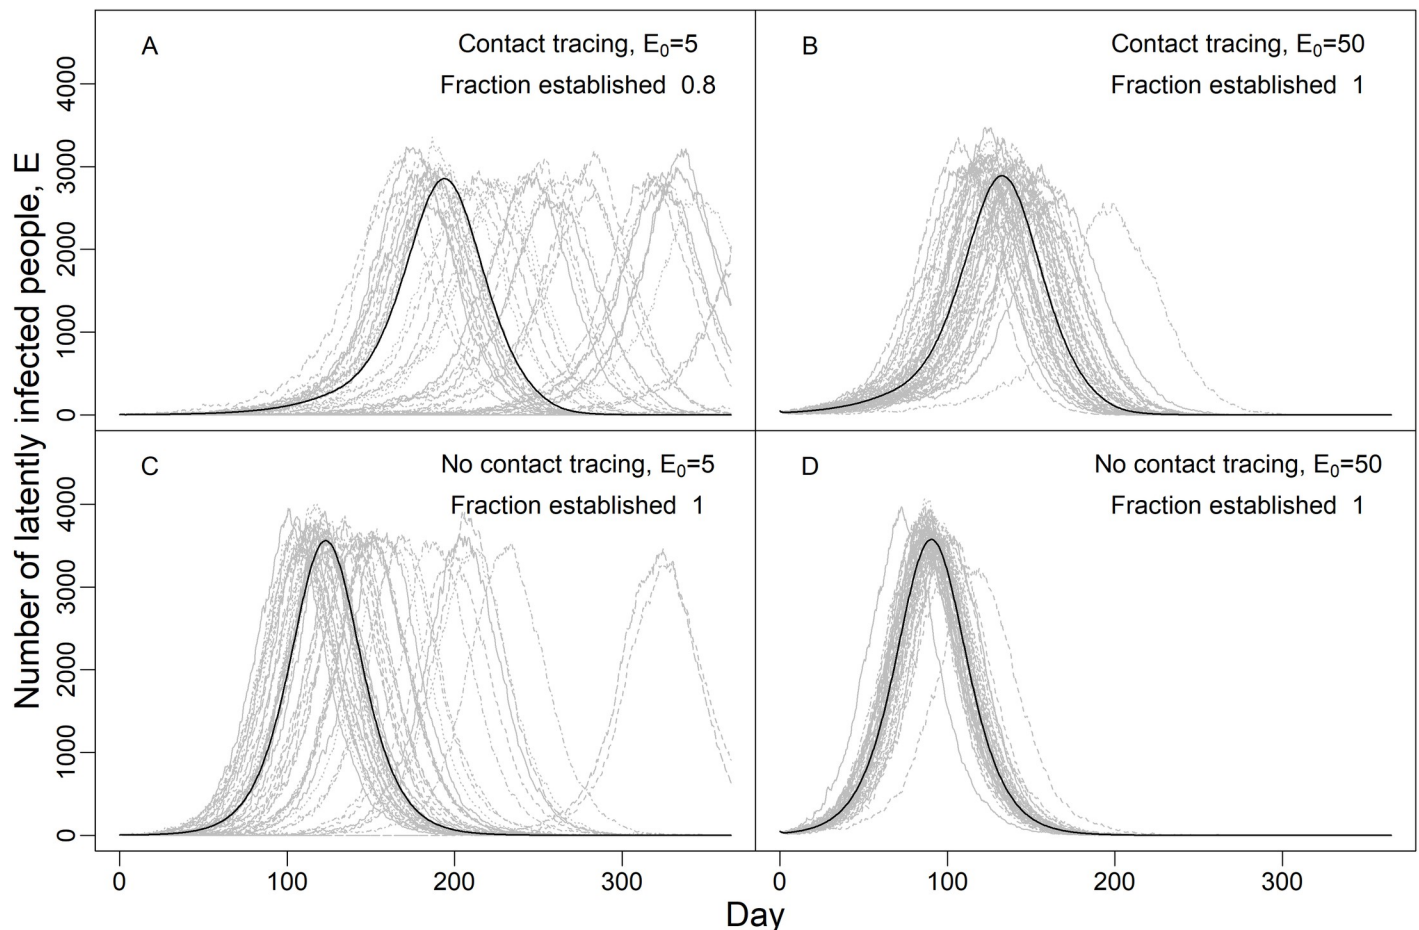 A
Contact tracing, E₀=5
Fraction established 0.8
B
Contact tracing, E₀=50
Fraction established 1
C
No contact tracing, E₀=5
Fraction established 1
D
No contact tracing, E₀=50
Fraction established 1
Number of latently infected people, E
4000
3000
2000
1000
0
4000
3000
2000
1000
0
0 100 200 300
0 100 200 300
Day